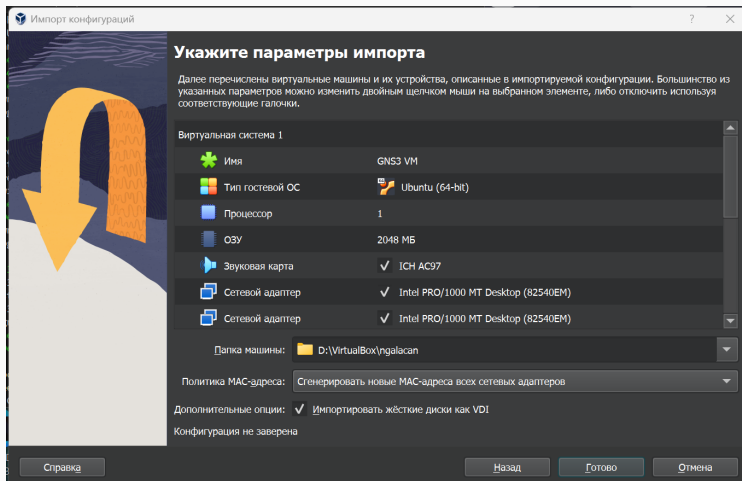 Импорт конфигураций
?
Укажите параметры импорта
Далее перечислены виртуальные машины и их устройства, описанные в импортируемой конфигурации. Большинство из
указанных параметров можно изменить двойным щелчком мыши на выбранном элементе, либо отключить используя
соответствующие галочки.
Виртуальная система 1
Имя GNS3 VM
Тип гостевой ОС Ubuntu (64-bit)
Процессор 1
ОЗУ 2048 МБ
Звуковая карта ICH AC97
Сетевой адаптер Intel PRO/1000 MT Desktop (82540EM)
Сетевой адаптер Intel PRO/1000 MT Desktop (82540EM)
Папка машины: D:\VirtualBox\ngalacan
Политика MAC-адреса: Сгенерировать новые MAC-адреса всех сетевых адаптеров
Дополнительные опции: Импортировать жёсткие диски как VDI
Конфигурация не заверена
Справка Назад Готово Отмена